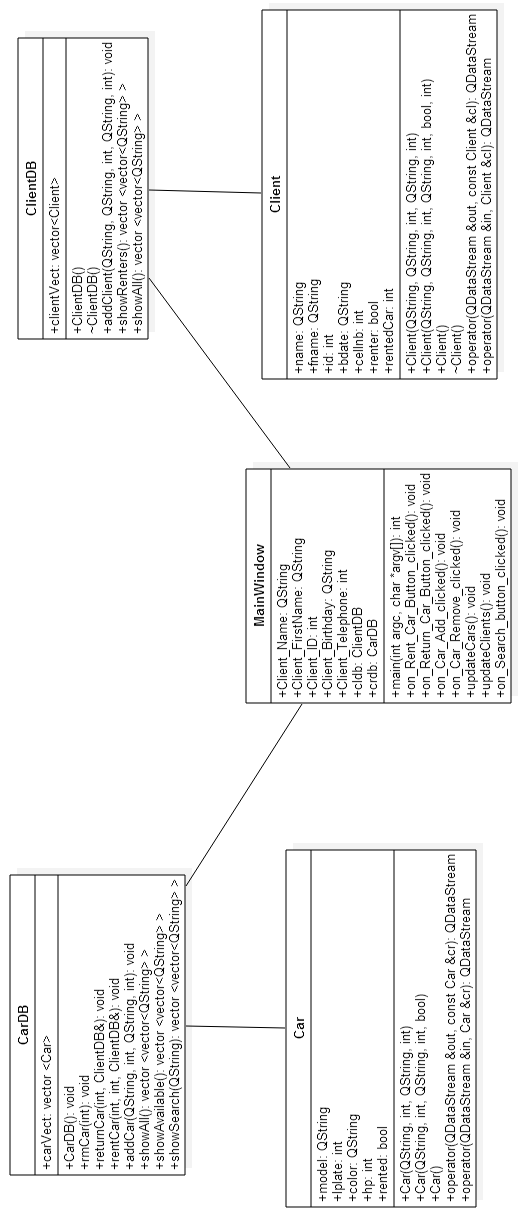 CarDB
+carVect: vector <Car>
+CarDB(): void
+rmCar(int): void
+returnCar(int, ClientDB&): void
+rentCar(int, int, ClientDB&): void
+addCar(QString, int, QString, int): void
+showAll(): vector <vector<QString> >
+showAvailable(): vector <vector<QString> >
+showSearch(QString): vector <vector<QString> >
Car
+model: QString
+lplate: int
+color: QString
+hp: int
+rented: bool
+Car(QString, int, QString, int)
+Car(QString, int, QString, int, bool)
+Car()
+operator(QDataStream &out, const Car &cr): QDataStream
+operator(QDataStream &in, Car &cr): QDataStream
MainWindow
+Client_Name: QString
+Client_FirstName: QString
+Client_ID: int
+Client_Birthday: QString
+Client_Telephone: int
+cldb: ClientDB
+crdb: CarDB
+main(int argc, char *argv[]): int
+on_Rent_Car_Button_clicked(): void
+on_Return_Car_Button_clicked(): void
+on_Car_Add_clicked(): void
+on_Car_Remove_clicked(): void
+updateCars(): void
+updateClients(): void
+on_Search_button_clicked(): void
ClientDB
+clientVect: vector<Client>
+ClientDB()
~ClientDB()
+addClient(QString, QString, int, QString, int): void
+showRenters(): vector <vector<QString> >
+showAll(): vector <vector<QString> >
Client
+name: QString
+fname: QString
+id: int
+bdate: QString
+cellnb: int
+renter: bool
+rentedCar: int
+Client(QString, QString, int, QString, int)
+Client(QString, QString, int, QString, int, bool, int)
+Client()
~Client()
+operator(QDataStream &out, const Client &cl): QDataStream
+operator(QDataStream &in, Client &cl): QDataStream